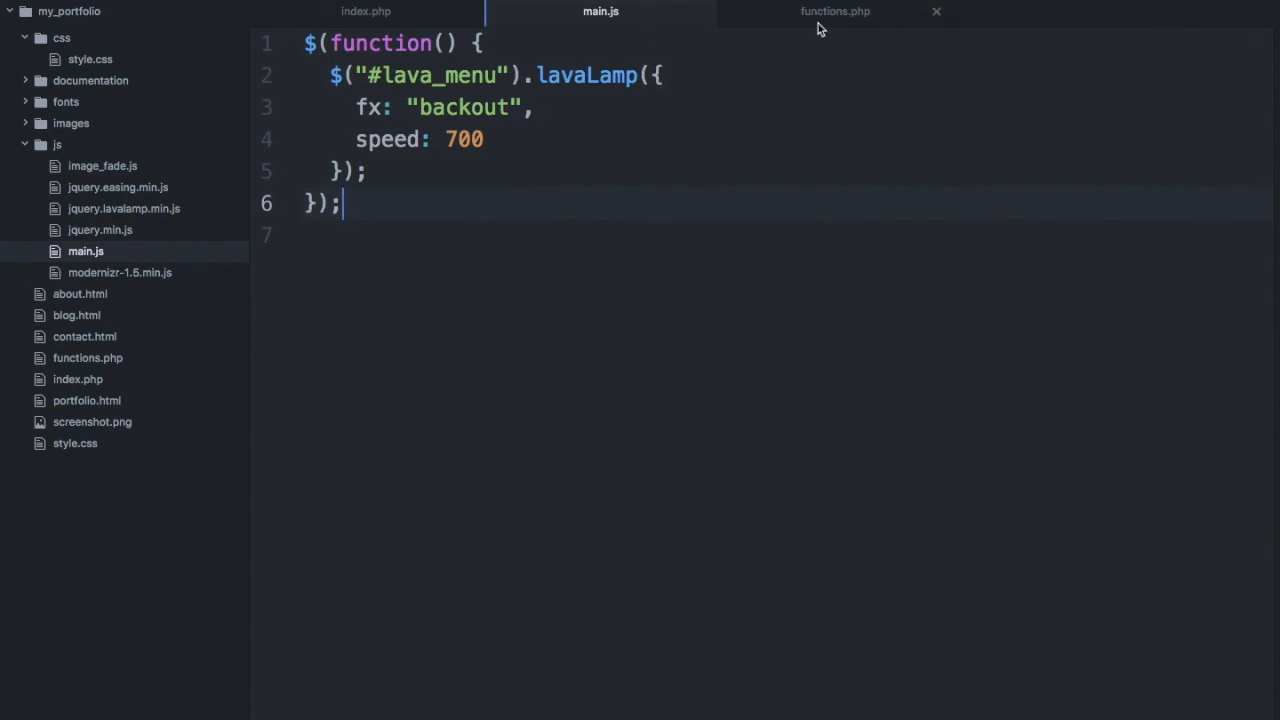 my_portfolio
css
style.css
documentation
fonts
images
js
image_fade.js
jquery.easing.min.js
jquery.lavalamp.min.js
jquery.min.js
main.js
modernizr-1.5.min.js
about.html
blog.html
contact.html
functions.php
index.php
portfolio.html
screenshot.png
style.css
index.php main.js functions.php
1 $(function() {
2 $("#lava_menu").lavaLamp({
3 fx: "backout",
4 speed: 700
5 });
6 });
7